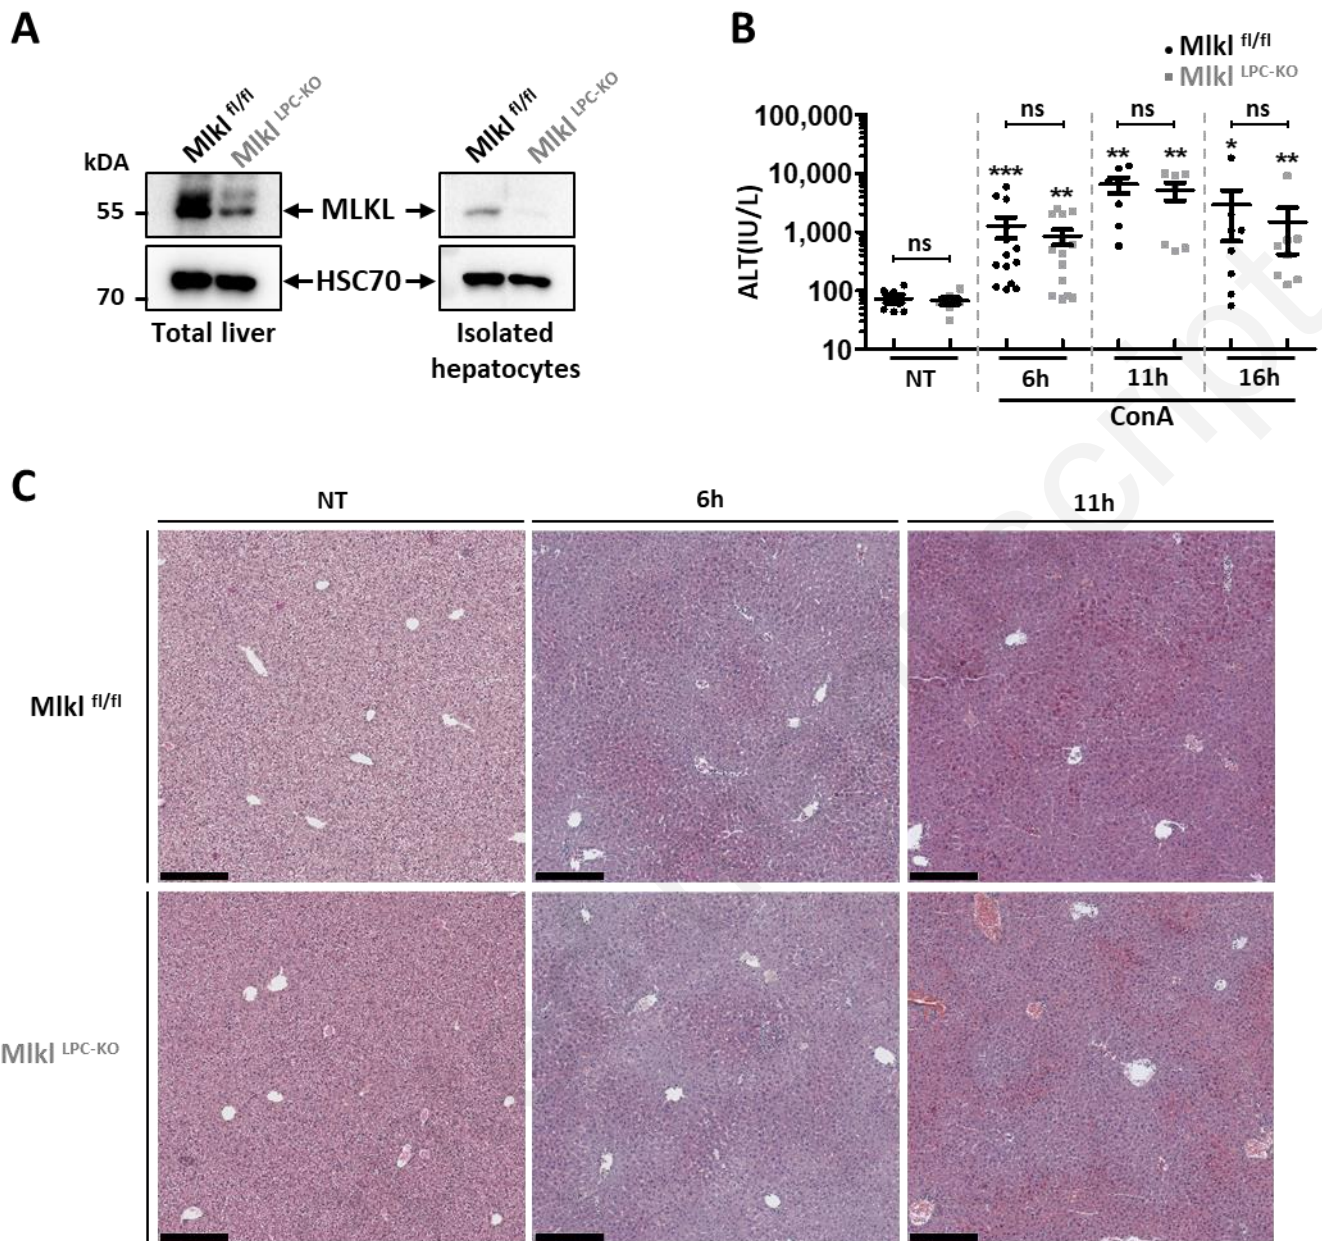 A
Mlkl fl/fl
Mlkl LPC-KO
Mlkl fl/fl
Mlkl LPC-KO
kDA
55
MLKL
HSC70
70
Total liver
Isolated
hepatocytes
B
Mlkl fl/fl
Mlkl LPC-KO
ALT(IU/L)
100,000
10,000
1,000
100
10
ns
ns
ns
ns
***
**
**
**
*
**
NT
6h
11h
16h
ConA
script
C
NT
6h
11h
Mlkl fl/fl
Mlkl LPC-KO